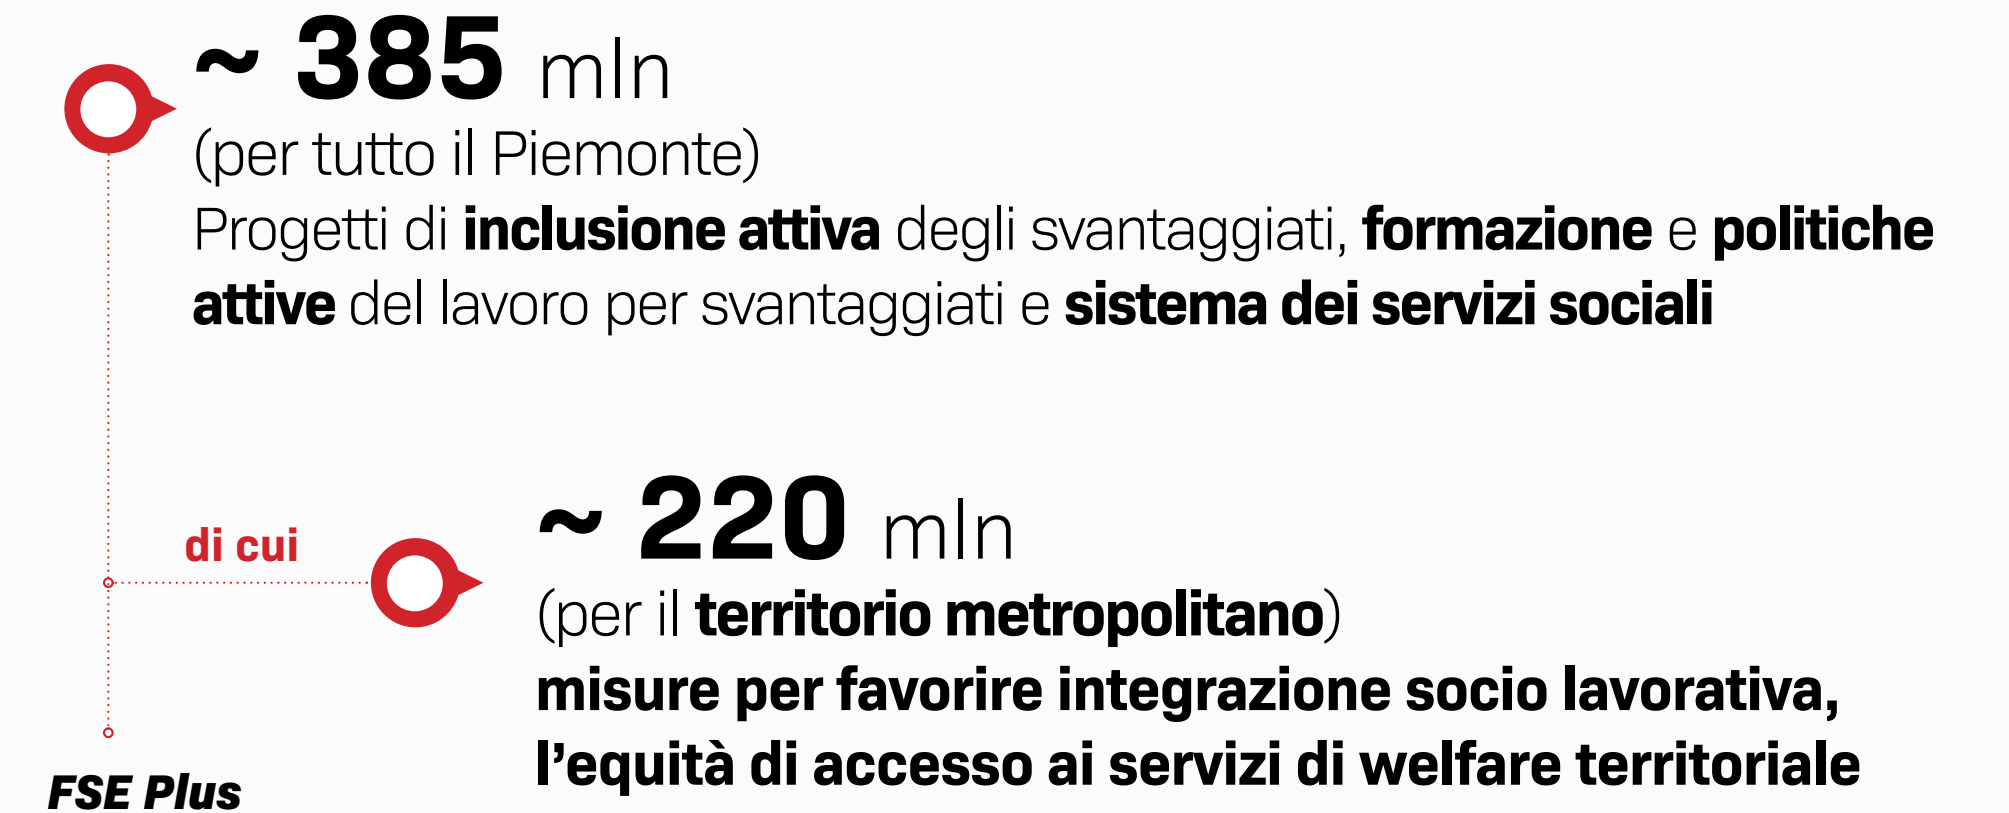 ~ 385 mln
(per tutto il Piemonte)
Progetti di inclusione attiva degli svantaggiati, formazione e politiche
attive del lavoro per svantaggiati e sistema dei servizi sociali
di cui
~ 220 mln
(per il territorio metropolitano)
misure per favorire integrazione socio lavorativa,
l’equità di accesso ai servizi di welfare territoriale
FSE Plus